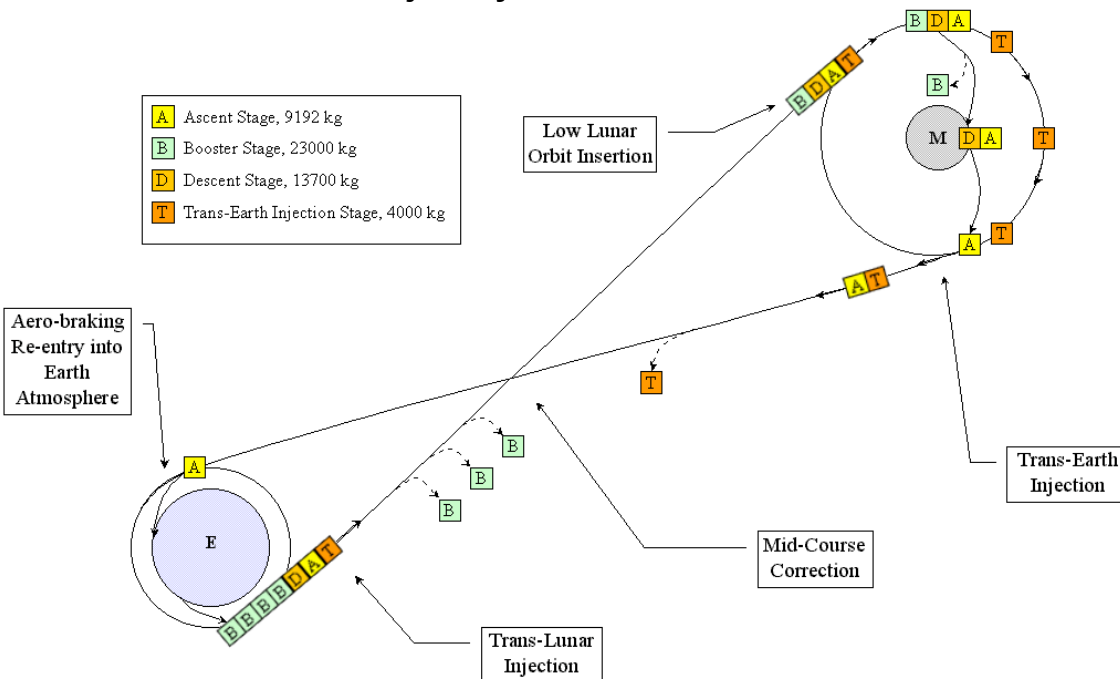 B D A
T
B D A T
B
A Ascent Stage, 9192 kg
B Booster Stage, 23000 kg
D Descent Stage, 13700 kg
T Trans-Earth Injection Stage, 4000 kg
Low Lunar
Orbit Insertion
M
D A
T
A
T
A T
Aero-braking
Re-entry into
Earth
Atmosphere
T
B
B
B
A
E
B B B B D A T
Trans-Earth
Injection
Mid-Course
Correction
Trans-Lunar
Injection